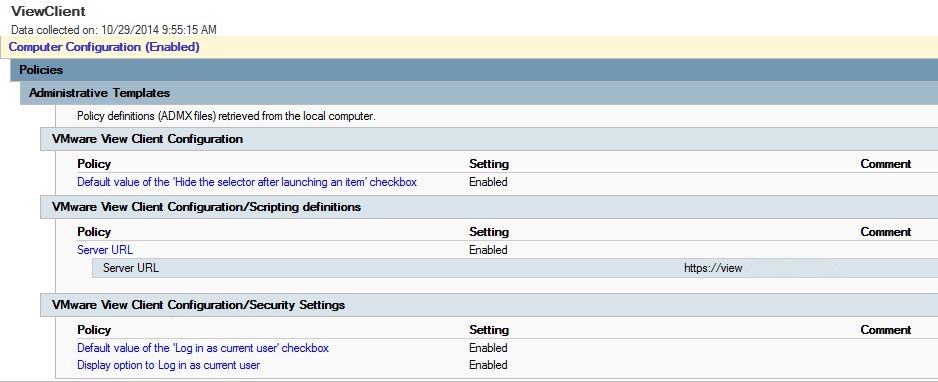 ViewClient
Data collected on: 10/29/2014 9:55:15 AM
Computer Configuration (Enabled)
Policies
Administrative Templates
Policy definitions (ADMX files) retrieved from the local computer.
VMware View Client Configuration
Policy Setting Comment
Default value of the 'Hide the selector after launching an item' checkbox Enabled
VMware View Client Configuration/Scripting definitions
Policy Setting Comment
Server URL Enabled
Server URL https://view
VMware View Client Configuration/Security Settings
Policy Setting Comment
Default value of the 'Log in as current user' checkbox Enabled
Display option to Log in as current user Enabled